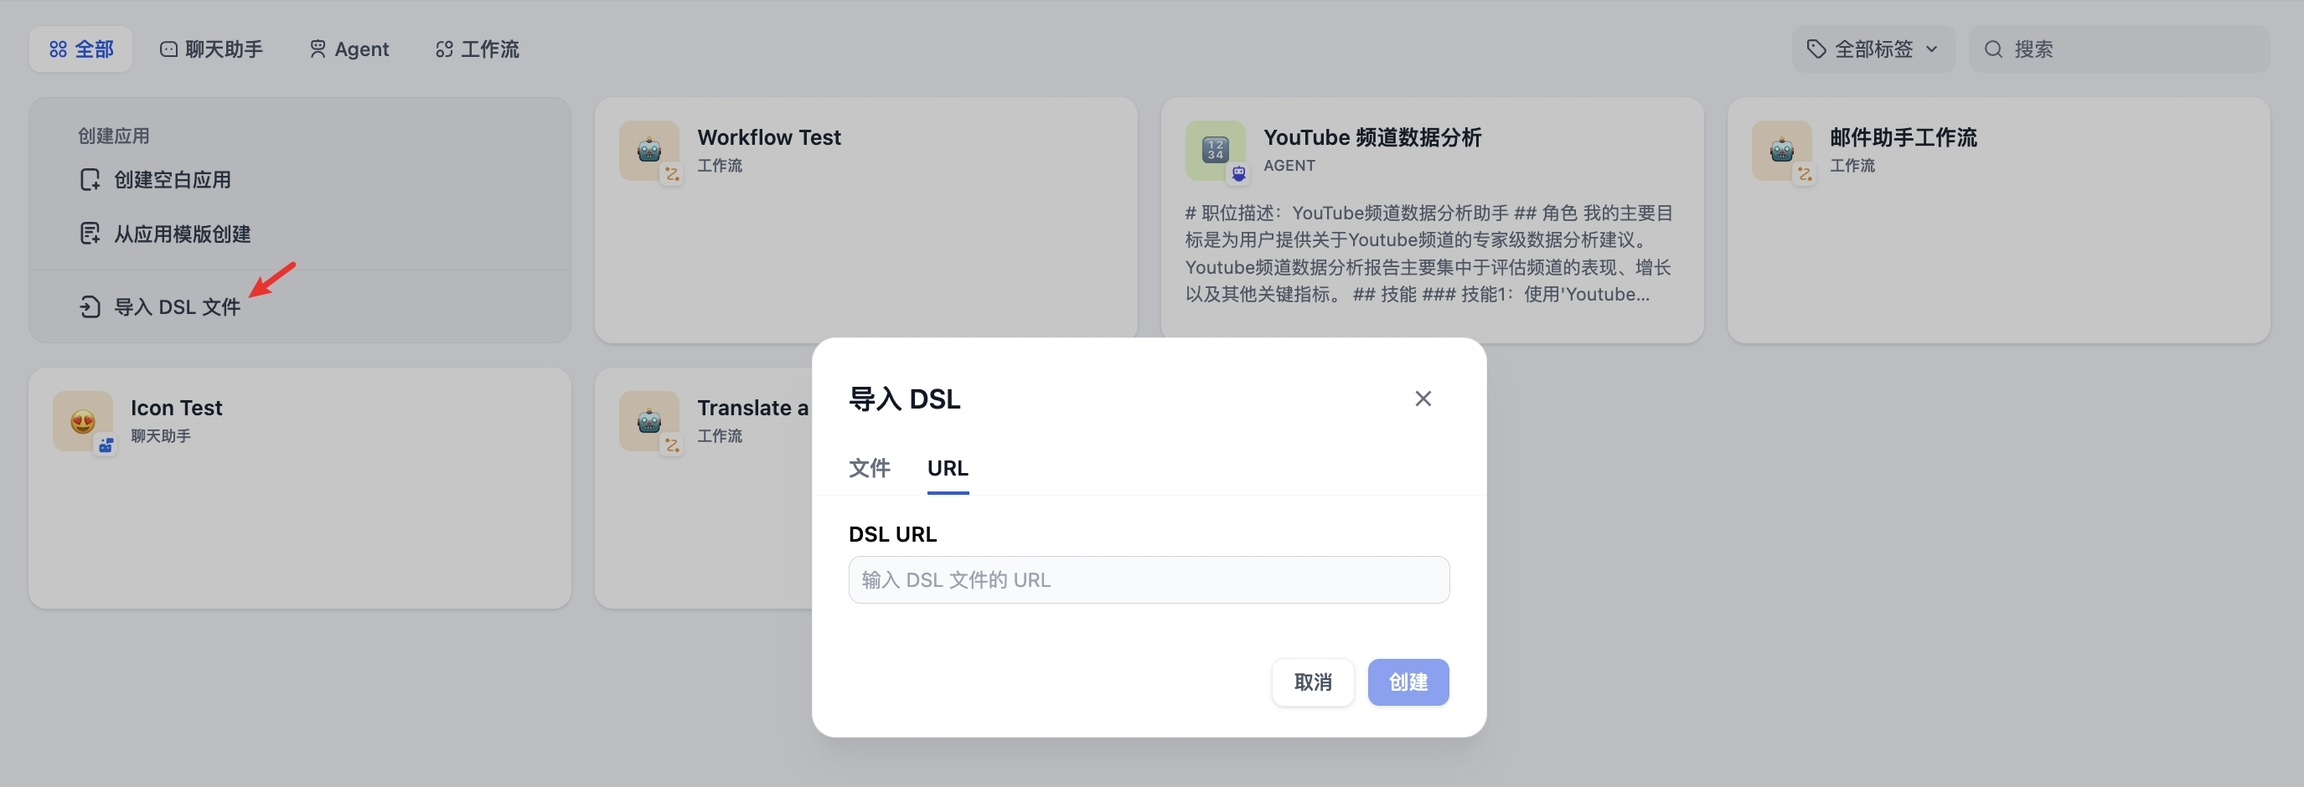 全部
聊天助手
Agent
工作流
全部标签
搜索
创建应用
创建空白应用
从应用模版创建
导入 DSL 文件
Workflow Test
工作流
YouTube 频道数据分析
AGENT
# 职位描述：YouTube频道数据分析助手 ## 角色 我的主要目
标是为用户提供关于Youtube频道的专家级数据分析建议。
Youtube频道数据分析报告主要集中于评估频道的表现、增长
以及其他关键指标。 ## 技能 ### 技能1：使用'Youtube...
邮件助手工作流
工作流
Icon Test
聊天助手
Translate a
工作流
导入 DSL
文件
URL
DSL URL
输入 DSL 文件的 URL
取消
创建